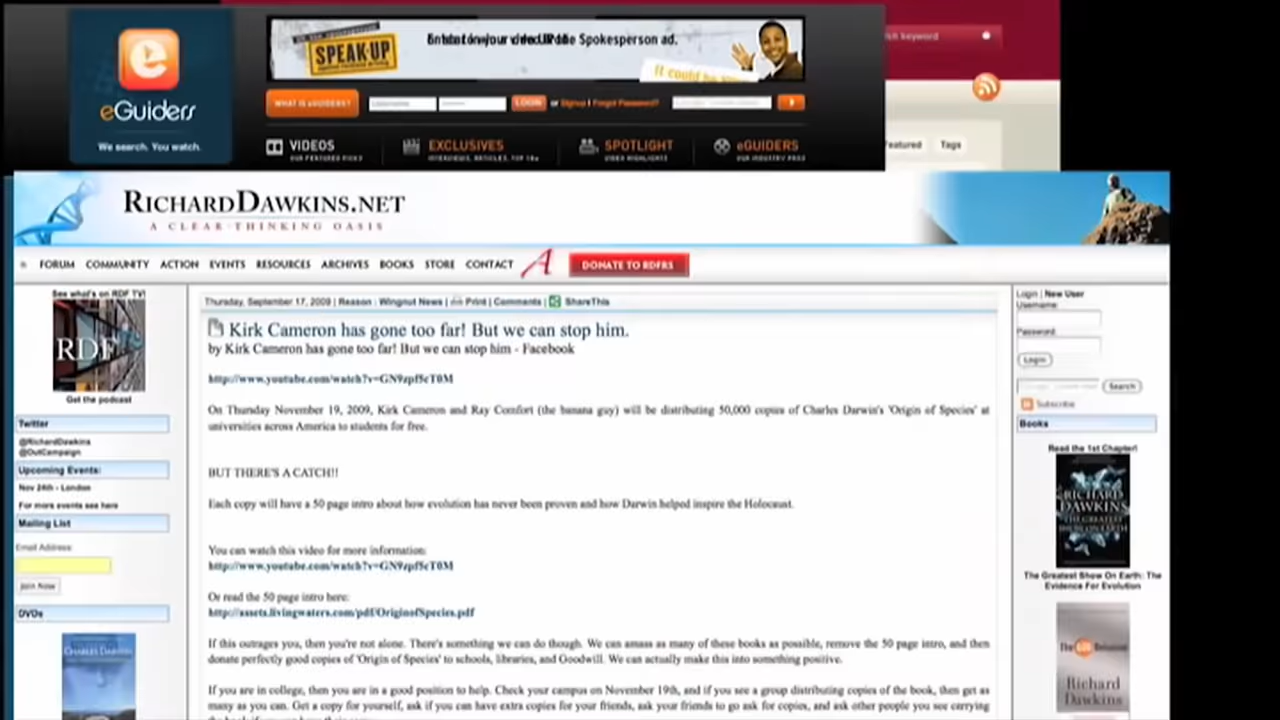 SPEAK-UP
Spokesperson ad.
It could be
ch keyword
eGuiders
We search. You watch.
WHAT IS eGUIDERS?
LOGIN or Signup | Forgot Password?
VIDEOS
OUR FEATURED PICKS
EXCLUSIVES
INTERVIEWS, ARTICLES, TOP 10s
SPOTLIGHT
VIDEO HIGHLIGHTS
eGUIDERS
OUR INDUSTRY PROS
Featured Tags
RICHARDDAWKINS.NET
A CLEAR-THINKING OASIS
FORUM COMMUNITY ACTION EVENTS RESOURCES ARCHIVES BOOKS STORE CONTACT A DONATE TO RDFRS
See what's on RDF TV!
RDF
Get the podcast
Twitter
@RichardDawkins
@OutCampaign
Upcoming Events:
Nov 24th - London
For more events see here
Mailing List
Email Address:
Join Now
DVDs
CHARLES DARWIN
Thursday, September 17, 2009 | Reason : Wingnut News | Print | Comments | ShareThis
Kirk Cameron has gone too far! But we can stop him.
by Kirk Cameron has gone too far! But we can stop him - Facebook
http://www.youtube.com/watch?v=GN9zpf5cT0M
On Thursday November 19, 2009, Kirk Cameron and Ray Comfort (the banana guy) will be distributing 50,000 copies of Charles Darwin's 'Origin of Species' at
universities across America to students for free.
BUT THERE'S A CATCH!!
Each copy will have a 50 page intro about how evolution has never been proven and how Darwin helped inspire the Holocaust.
You can watch this video for more information:
http://www.youtube.com/watch?v=GN9zpf5cT0M
Or read the 50 page intro here:
http://assets.livingwaters.com/pdf/OriginofSpecies.pdf
If this outrages you, then you're not alone. There's something we can do though. We can amass as many of these books as possible, remove the 50 page intro, and then
donate perfectly good copies of 'Origin of Species' to schools, libraries, and Goodwill. We can actually make this into something positive.
If you are in college, then you are in a good position to help. Check your campus on November 19th, and if you see a group distributing copies of the book, then get as
many as you can. Get a copy for yourself, ask if you can have extra copies for your friends, ask your friends to go ask for copies, and ask other people you see carrying
Login | New User
Username:
Password:
Login
Search
Subscribe
Books
Read the 1st Chapter!
RICHARD
DAWKINS
THE GREATEST
SHOW ON EARTH
The Greatest Show On Earth: The
Evidence For Evolution
The God Delusion
Richard
Dawkins